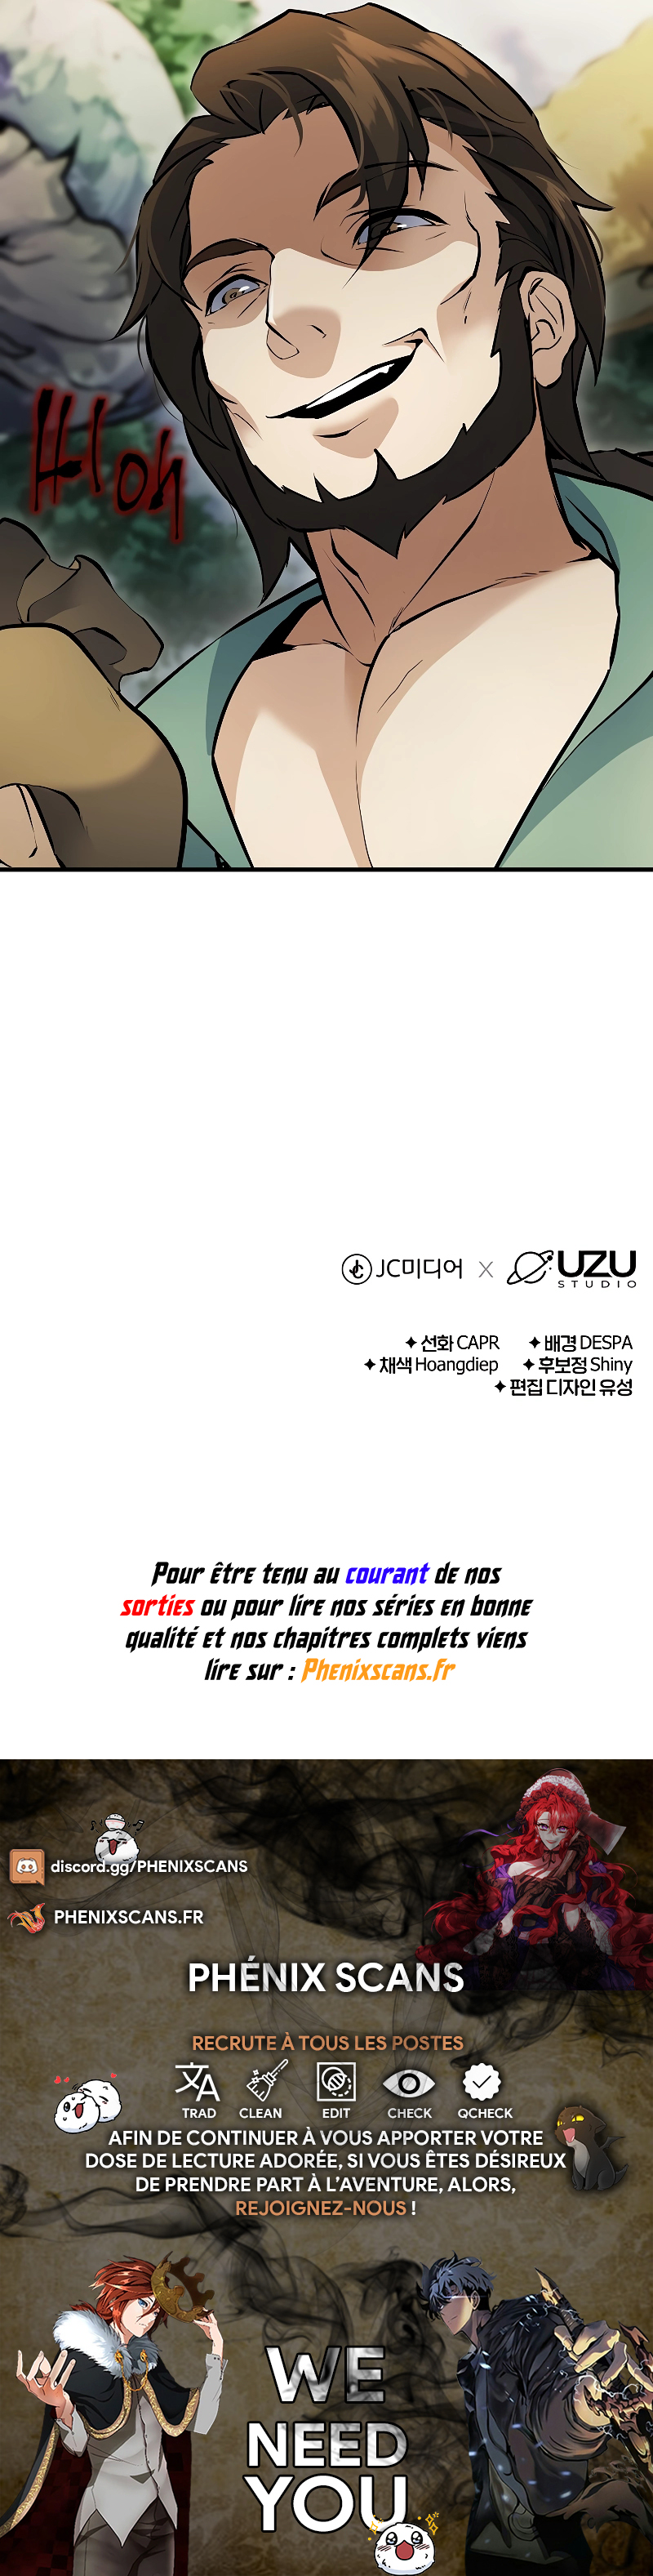 JC미디어 X UZU
STUDIO
✦ 선화 CAPR ✦ 배경 DESPA
✦ 채색 Hoangdiep ✦ 후보정 Shiny
✦ 편집 디자인 유성
Pour être tenu au courant de nos
sorties ou pour lire nos séries en bonne
qualité et nos chapitres complets viens
lire sur : Phenixscans.fr
discord.gg/PHENIXSCANS
PHENIXSCANS.FR
PHÉNIX SCANS
RECRUTE À TOUS LES POSTES
TRAD CLEAN EDIT CHECK QCHECK
AFIN DE CONTINUER À VOUS APPORTER VOTRE
DOSE DE LECTURE ADORÉE, SI VOUS ÊTES DÉSIREUX
DE PRENDRE PART À L'AVENTURE, ALORS,
REJOIGNEZ-NOUS !
WE
NEED
YOU